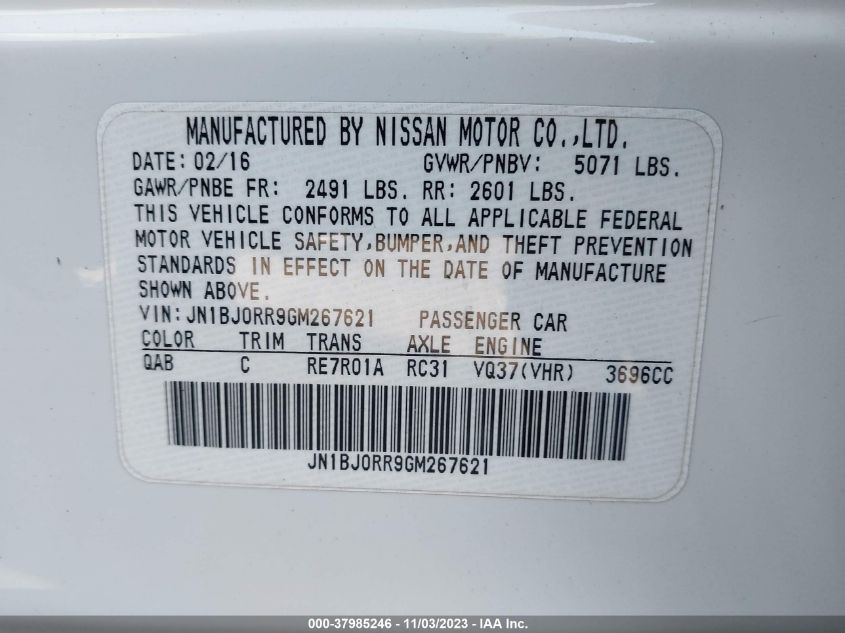 MANUFACTURED BY NISSAN MOTOR CO.,LTD.
DATE: 02/16 GVWR/PNBV: 5071 LBS.
GAWR/PNBE FR: 2491 LBS. RR: 2601 LBS.
THIS VEHICLE CONFORMS TO ALL APPLICABLE FEDERAL
MOTOR VEHICLE SAFETY,BUMPER,AND THEFT PREVENTION
STANDARDS IN EFFECT ON THE DATE OF MANUFACTURE
SHOWN ABOVE.
VIN: JN1BJ0RR9GM267621 PASSENGER CAR
COLOR TRIM TRANS AXLE ENGINE
QAB C RE7R01A RC31 VQ37(VHR) 3696CC
JN1BJ0RR9GM267621
000-37985246 - 11/03/2023 - IAA Inc.